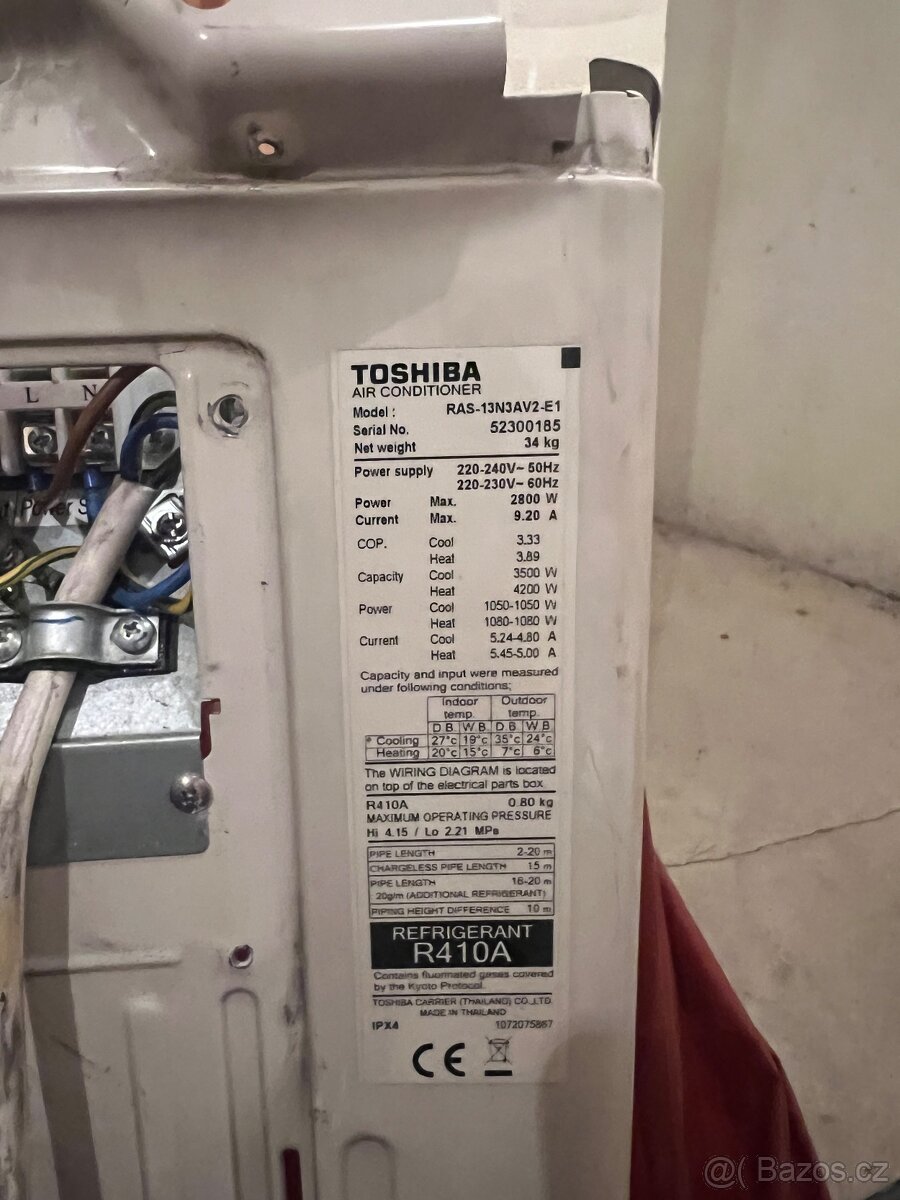 L N
TOSHIBA
AIR CONDITIONER
Model : RAS-13N3AV2-E1
Serial No. 52300185
Net weight 34 kg
Power supply 220-240V~ 50Hz
220-230V~ 60Hz
Power Max. 2800 W
Current Max. 9.20 A
COP. Cool 3.33
Heat 3.89
Capacity Cool 3500 W
Heat 4200 W
Power Cool 1050-1050 W
Heat 1080-1080 W
Current Cool 5.24-4.80 A
Heat 5.45-5.00 A
Capacity and input were measured
under following conditions;
Indoor temp. Outdoor temp.
D.B. W.B. D.B. W.B.
* Cooling 27°c 19°c 35°c 24°c
Heating 20°c 15°c 7°c 6°c
The WIRING DIAGRAM is located
on top of the electrical parts box
R410A 0.80 kg
MAXIMUM OPERATING PRESSURE
Hi 4.15 / Lo 2.21 MPa
PIPE LENGTH 2-20 m
CHARGELESS PIPE LENGTH 15 m
PIPE LENGTH 16-20 m
20g/m (ADDITIONAL REFRIGERANT)
PIPING HEIGHT DIFFERENCE 10 m
REFRIGERANT
R410A
Contains fluorinated gases covered
by the Kyoto Protocol.
TOSHIBA CARRIER (THAILAND) CO.,LTD.
MADE IN THAILAND
IPX4 1072075867
CE
@( Bazos.cz